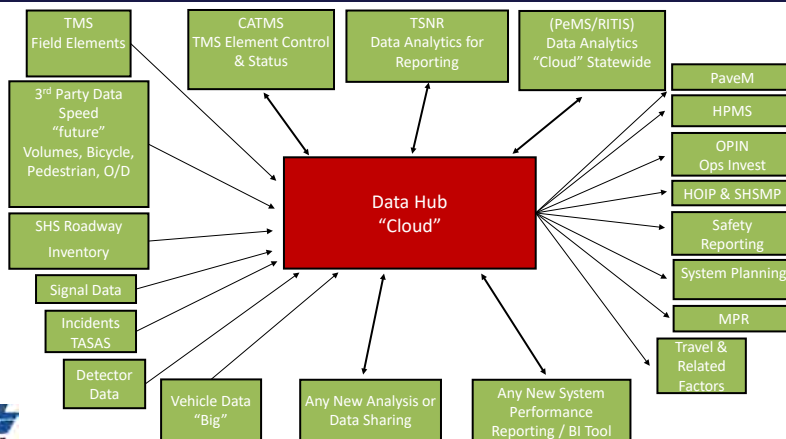 TMS
Field Elements
CATMS
TMS Element Control
& Status
TSNR
Data Analytics for
Reporting
(PeMS/RITIS)
Data Analytics
“Cloud” Statewide
3rd Party Data
Speed
“future”
Volumes, Bicycle,
Pedestrian, O/D
SHS Roadway
Inventory
Signal Data
Incidents
TASAS
Detector
Data
Vehicle Data
“Big”
Data Hub
“Cloud”
Any New Analysis or
Data Sharing
Any New System
Performance
Reporting / BI Tool
PaveM
HPMS
OPIN
Ops Invest
HOIP & SHSMP
Safety
Reporting
System Planning
MPR
Travel &
Related
Factors